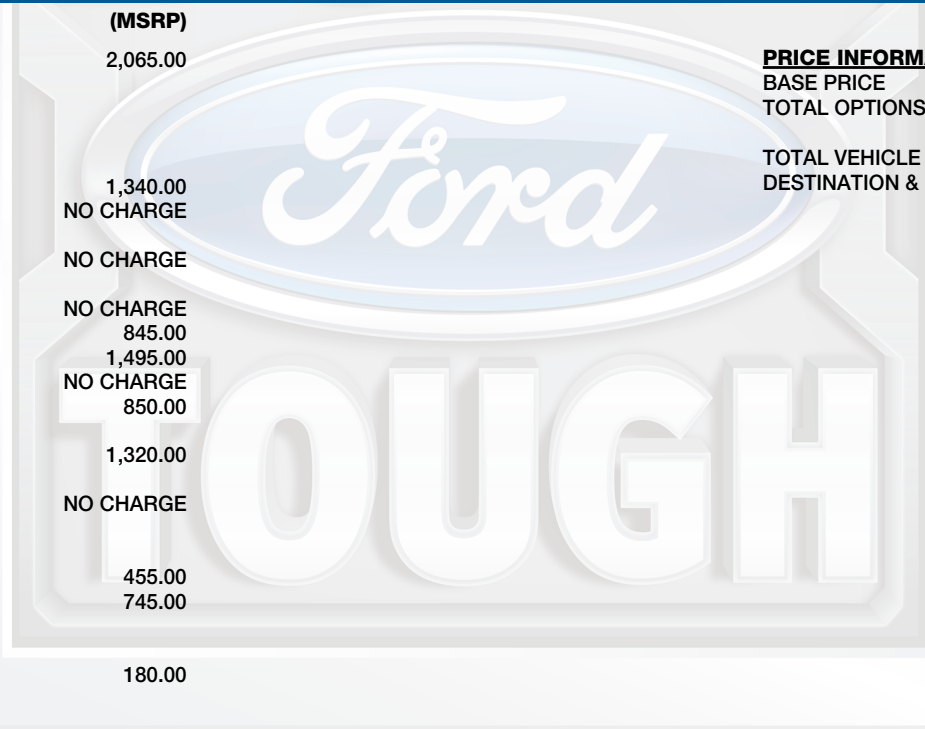 (MSRP)
2,065.00
1,340.00
NO CHARGE
NO CHARGE
NO CHARGE
845.00
1,495.00
NO CHARGE
850.00
1,320.00
NO CHARGE
455.00
745.00
180.00
PRICE INFORMA
BASE PRICE
TOTAL OPTIONS
TOTAL VEHICLE
DESTINATION &
Ford
TOUGH